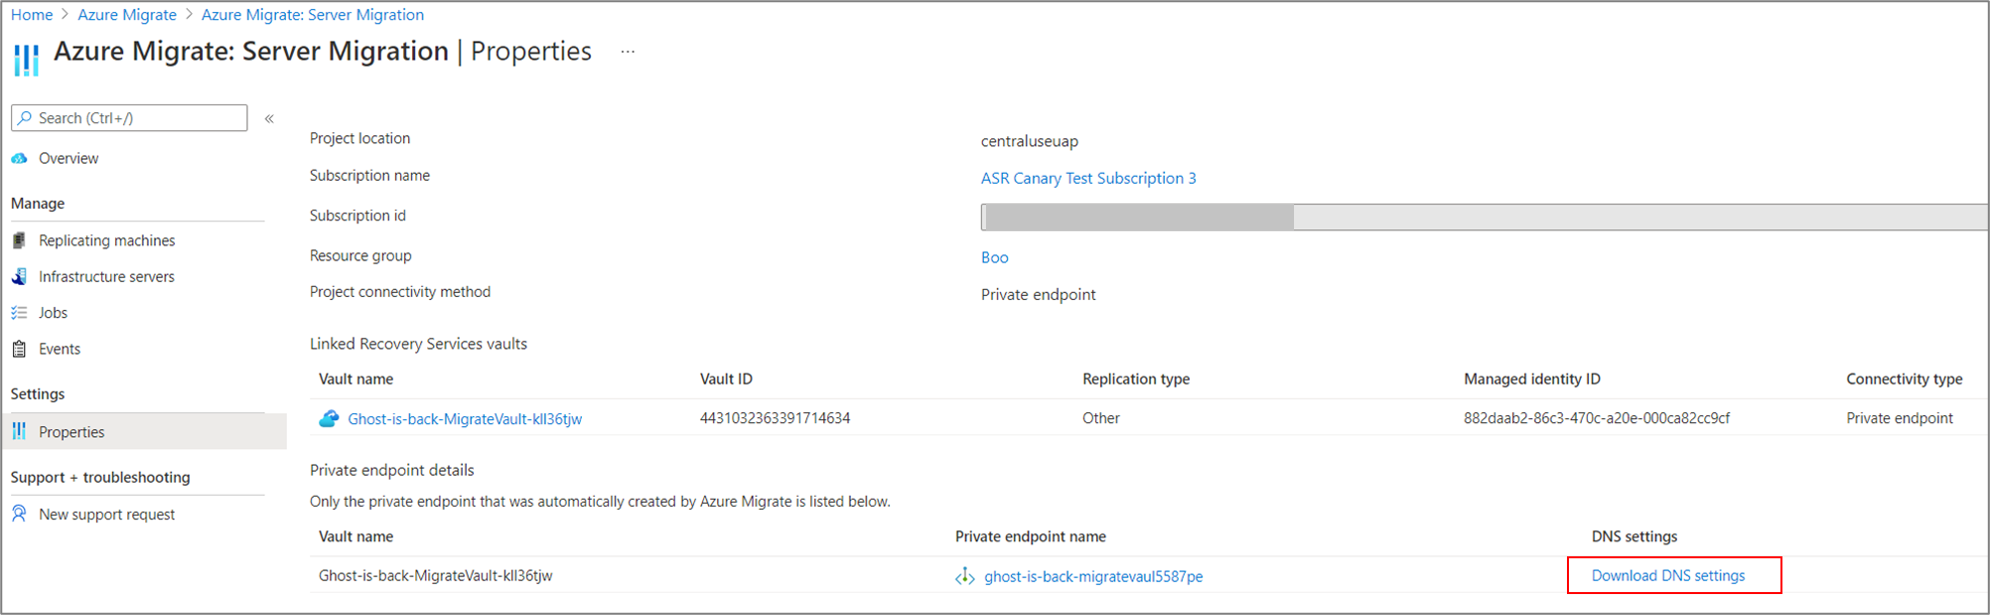 Home > Azure Migrate > Azure Migrate: Server Migration
Azure Migrate: Server Migration | Properties ...
Search (Ctrl+/) «
Overview
Manage
Replicating machines
Infrastructure servers
Jobs
Events
Settings
Properties
Support + troubleshooting
New support request
Project location centraluseuap
Subscription name ASR Canary Test Subscription 3
Subscription id
Resource group Boo
Project connectivity method Private endpoint
Linked Recovery Services vaults
Vault name Vault ID Replication type Managed identity ID Connectivity type
Ghost-is-back-MigrateVault-kll36tjw 4431032363391714634 Other 882daab2-86c3-470c-a20e-000ca82cc9cf Private endpoint
Private endpoint details
Only the private endpoint that was automatically created by Azure Migrate is listed below.
Vault name Private endpoint name DNS settings
Ghost-is-back-MigrateVault-kll36tjw ghost-is-back-migratevaul5587pe Download DNS settings